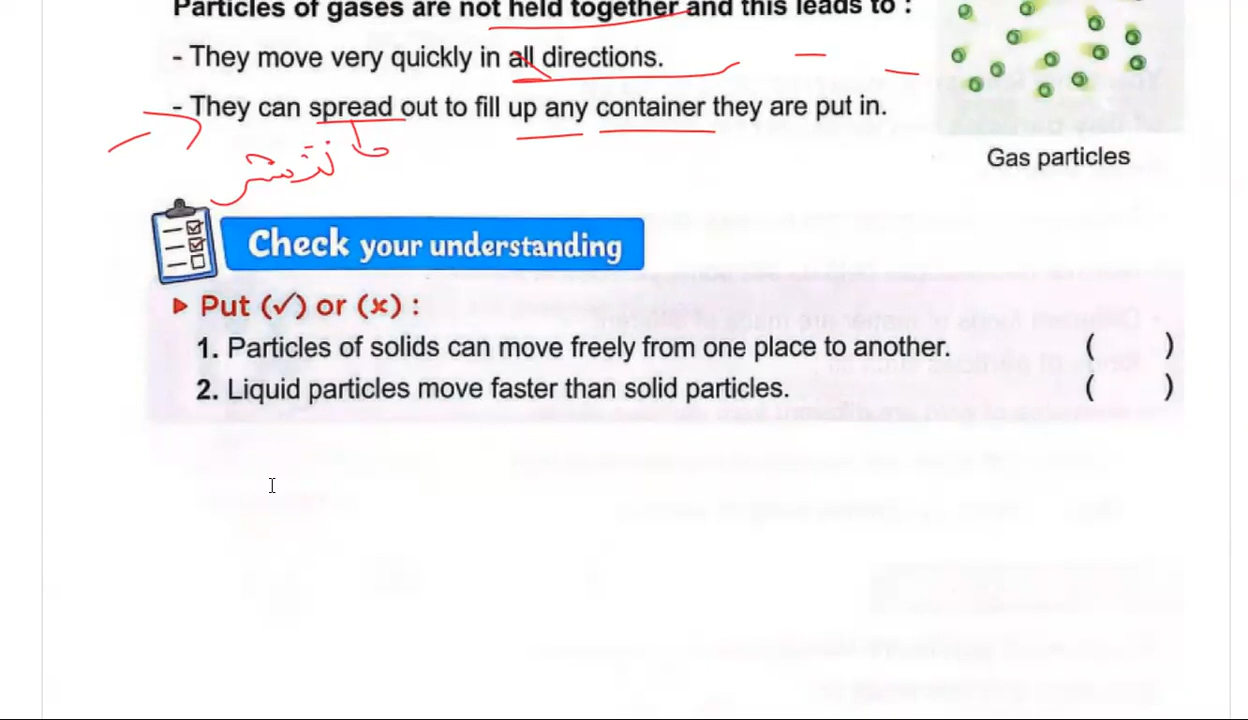 Particles of gases are not held together and this leads to :
- They move very quickly in all directions.
- They can spread out to fill up any container they are put in.
تنتشر
Gas particles
Check your understanding
▶ Put (✓) or (×) :
1. Particles of solids can move freely from one place to another. ( )
2. Liquid particles move faster than solid particles. ( )